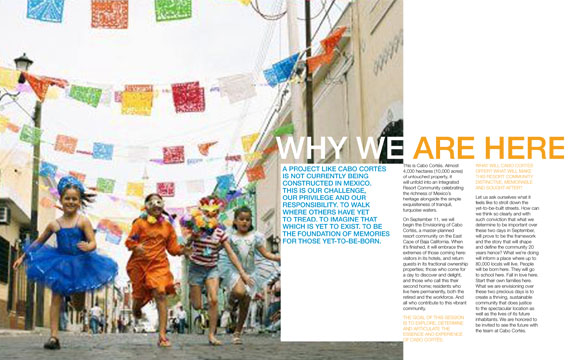 WHY WE ARE HERE
A PROJECT LIKE CABO CORTÉS
IS NOT CURRENTLY BEING
CONSTRUCTED IN MEXICO.
THIS IS OUR CHALLENGE,
OUR PRIVILEGE AND OUR
RESPONSIBILITY. TO WALK
WHERE OTHERS HAVE YET
TO TREAD. TO IMAGINE THAT
WHICH IS YET TO EXIST. TO BE
THE FOUNDATION OF MEMORIES
FOR THOSE YET-TO-BE-BORN.
This is Cabo Cortés. Almost
4,000 hectares (10,000 acres)
of untouched property. It
will unfold into an Integrated
Resort Community celebrating
the richness of Mexico's
heritage alongside the simple
exquisiteness of tranquil,
turquoise waters.
On September 11, we will
begin the Envisioning of Cabo
Cortés, a master-planned
resort community on the East
Cape of Baja California. When
it's finished, it will embrace the
extremes of those coming here:
visitors in its hotels, and return
guests in its fractional ownership
properties; those who come for
a day to discover and delight,
and those who call this their
second home; residents who
live here permanently, both the
retired and the workforce. And
all who contribute to this vibrant
community.
THE GOAL OF THIS SESSION
IS TO EXPLORE, DETERMINE
AND ARTICULATE THE
ESSENCE AND EXPERIENCE
OF CABO CORTÉS.
WHAT WILL CABO CORTÉS
OFFER? WHAT WILL MAKE
THIS RESORT COMMUNITY
DISTINCTIVE, MEMORABLE
AND SOUGHT AFTER?
Let us ask ourselves what it
feels like to stroll down the
yet-to-be-built streets. How can
we think so clearly and with
such conviction that what we
determine to be important over
these two days in September,
will prove to be the framework
and the story that will shape
and define the community 20
years hence? What we're doing
will inform a place where up to
80,000 locals will live. People
will be born here. They will go
to school here. Fall in love here.
Start their own families here.
What we are envisioning over
these two precious days is to
create a thriving, sustainable
community that does justice
to the spectacular location as
well as the lives of its future
inhabitants. We are honored to
be invited to see the future with
the team at Cabo Cortés.